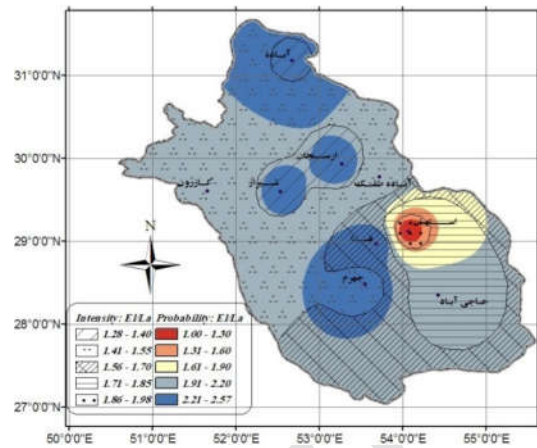 31°0'0"N
30°0'0"N
29°0'0"N
28°0'0"N
27°0'0"N
آباده
ارسنجان
آباده طشک
کازرون
شیراز
فسا
جهرم
حاجی آباد
N
Intensity: El/La
1.28 - 1.40
1.41 - 1.55
1.56 - 1.70
1.71 - 1.85
1.86 - 1.98
Probability: El/La
1.00 - 1.30
1.31 - 1.60
1.61 - 1.90
1.91 - 2.20
2.21 - 2.57
50°0'0"E 51°0'0"E 52°0'0"E 53°0'0"E 54°0'0"E 55°0'0"E